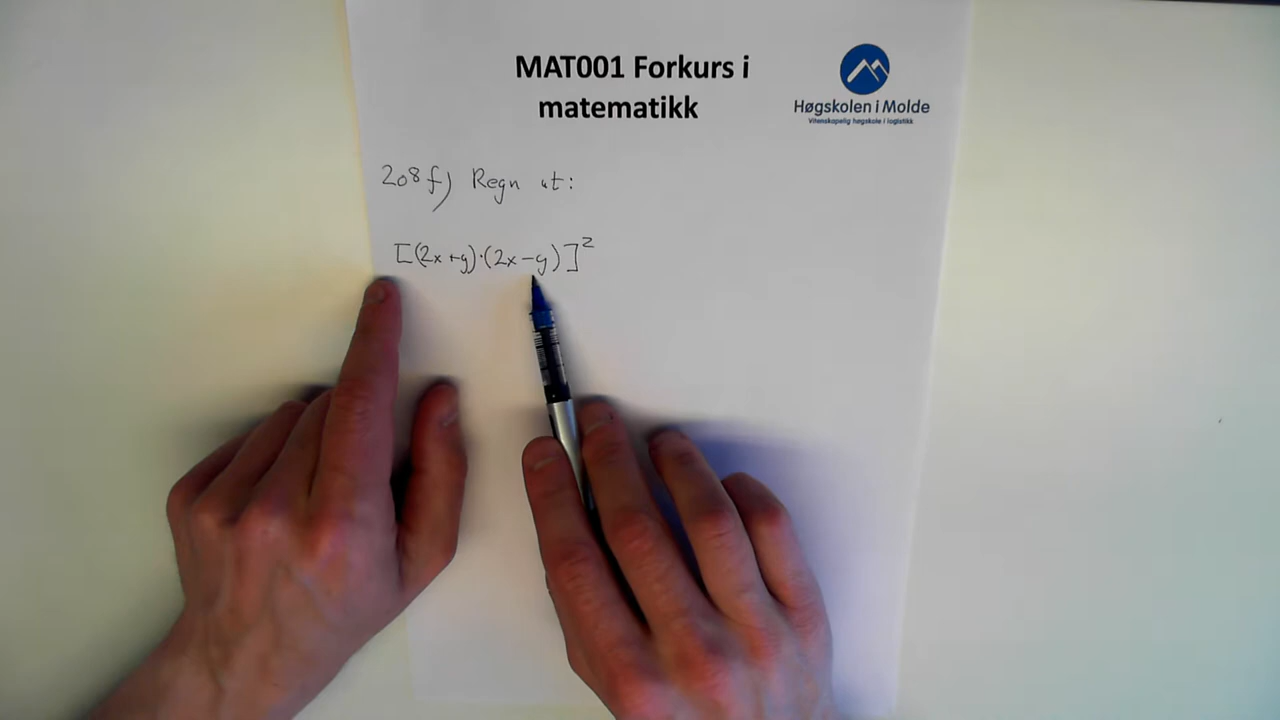 MAT001 Forkurs i
matematikk
Høgskolen i Molde
Vitenskapelig høgskole i logistikk
208 f) Regn ut:
[(2x+y)·(2x-y)]²